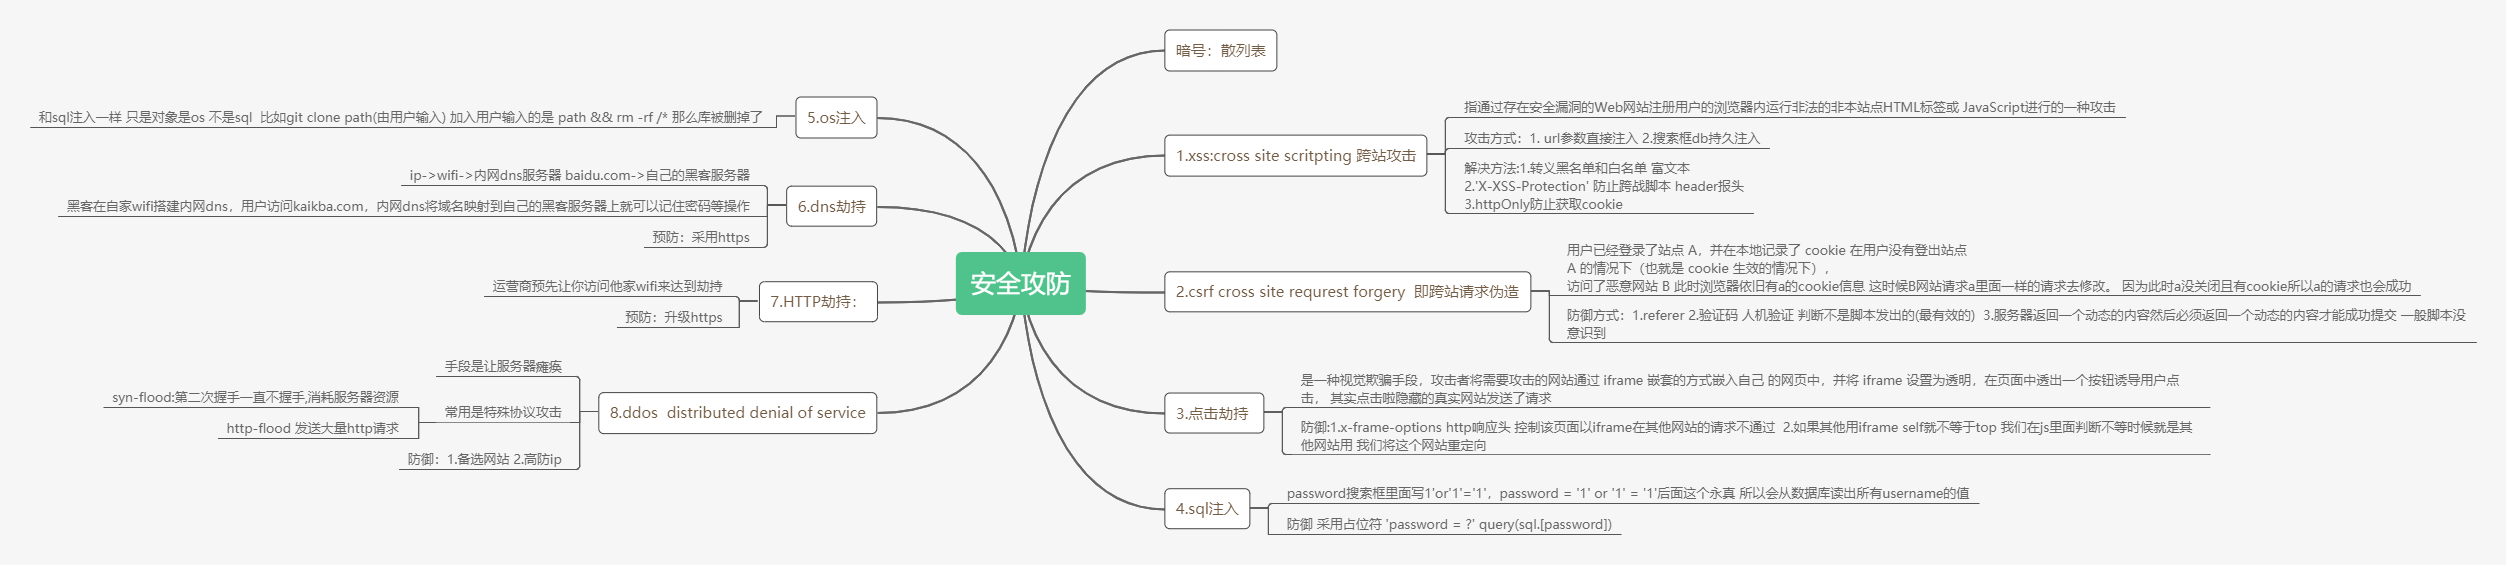 安全攻防
暗号：散列表
1.xss:cross site scritpting 跨站攻击
指通过存在安全漏洞的Web网站注册用户的浏览器内运行非法的非本站点HTML标签或 JavaScript进行的一种攻击
攻击方式：1. url参数直接注入 2.搜索框db持久注入
解决方法:1.转义黑名单和白名单 富文本
2.'X-XSS-Protection' 防止跨战脚本 header报头
3.httpOnly防止获取cookie
2.csrf cross site requrest forgery  即跨站请求伪造
用户已经登录了站点 A，并在本地记录了 cookie 在用户没有登出站点
A 的情况下（也就是 cookie 生效的情况下），
访问了恶意网站 B 此时浏览器依旧有a的cookie信息 这时候B网站请求a里面一样的请求去修改。 因为此时a没关闭且有cookie所以a的请求也会成功
防御方式：1.referer 2.验证码 人机验证 判断不是脚本发出的(最有效的)  3.服务器返回一个动态的内容然后必须返回一个动态的内容才能成功提交 一般脚本没
意识到
3.点击劫持
是一种视觉欺骗手段，攻击者将需要攻击的网站通过 iframe 嵌套的方式嵌入自己 的网页中，并将 iframe 设置为透明，在页面中透出一个按钮诱导用户点
击， 其实点击啦隐藏的真实网站发送了请求
防御:1.x-frame-options http响应头 控制该页面以iframe在其他网站的请求不通过  2.如果其他用iframe self就不等于top 我们在js里面判断不等时候就是其
他网站用 我们将这个网站重定向
4.sql注入
password搜索框里面写1'or'1'='1'，password = '1' or '1' = '1'后面这个永真 所以会从数据库读出所有username的值
防御 采用占位符 'password = ?' query(sql.[password])
5.os注入
和sql注入一样 只是对象是os 不是sql  比如git clone path(由用户输入) 加入用户输入的是 path && rm -rf /* 那么库被删掉了
6.dns劫持
ip->wifi->内网dns服务器 baidu.com->自己的黑客服务器
黑客在自家wifi搭建内网dns，用户访问kaikba.com，内网dns将域名映射到自己的黑客服务器上就可以记住密码等操作
预防：采用https
7.HTTP劫持：
运营商预先让你访问他家wifi来达到劫持
预防：升级https
8.ddos  distributed denial of service
手段是让服务器瘫痪
常用是特殊协议攻击
syn-flood:第二次握手一直不握手,消耗服务器资源
http-flood 发送大量http请求
防御：1.备选网站 2.高防ip